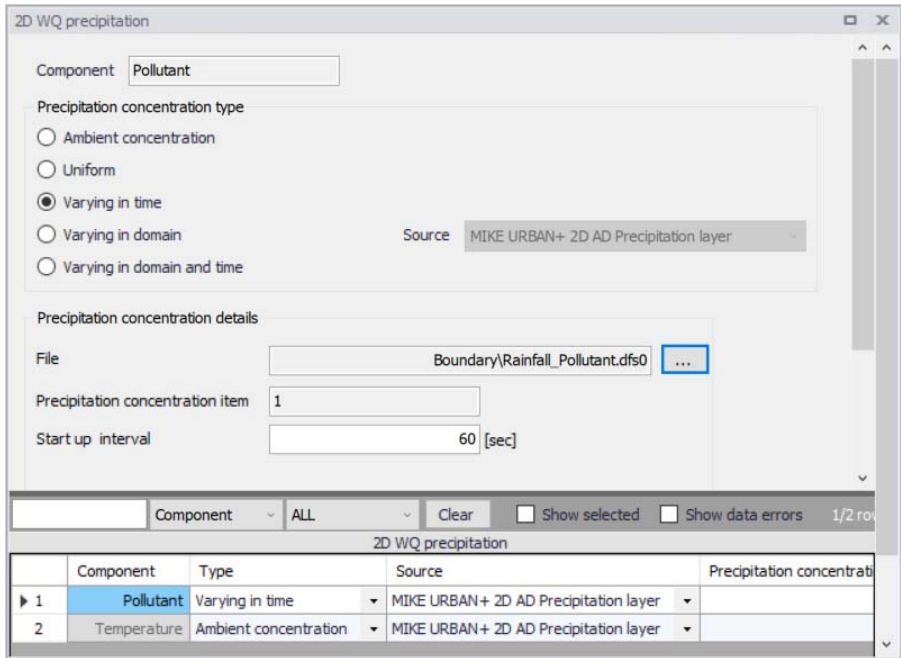 2D WQ precipitation
Component Pollutant
Precipitation concentration type
Ambient concentration
Uniform
Varying in time
Varying in domain Source MIKE URBAN+ 2D AD Precipitation layer
Varying in domain and time
Precipitation concentration details
File Boundary\Rainfall_Pollutant.dfs0 ...
Precipitation concentration item 1
Start up interval 60 [sec]
Component ALL Clear Show selected Show data errors 1/2 
2D WQ precipitation
Component Type Source Precipitation
1 Pollutant Varying in time MIKE URBAN+ 2D AD Precipitation layer
2 Temperature Ambient concentration MIKE URBAN+ 2D AD Precipitation layer